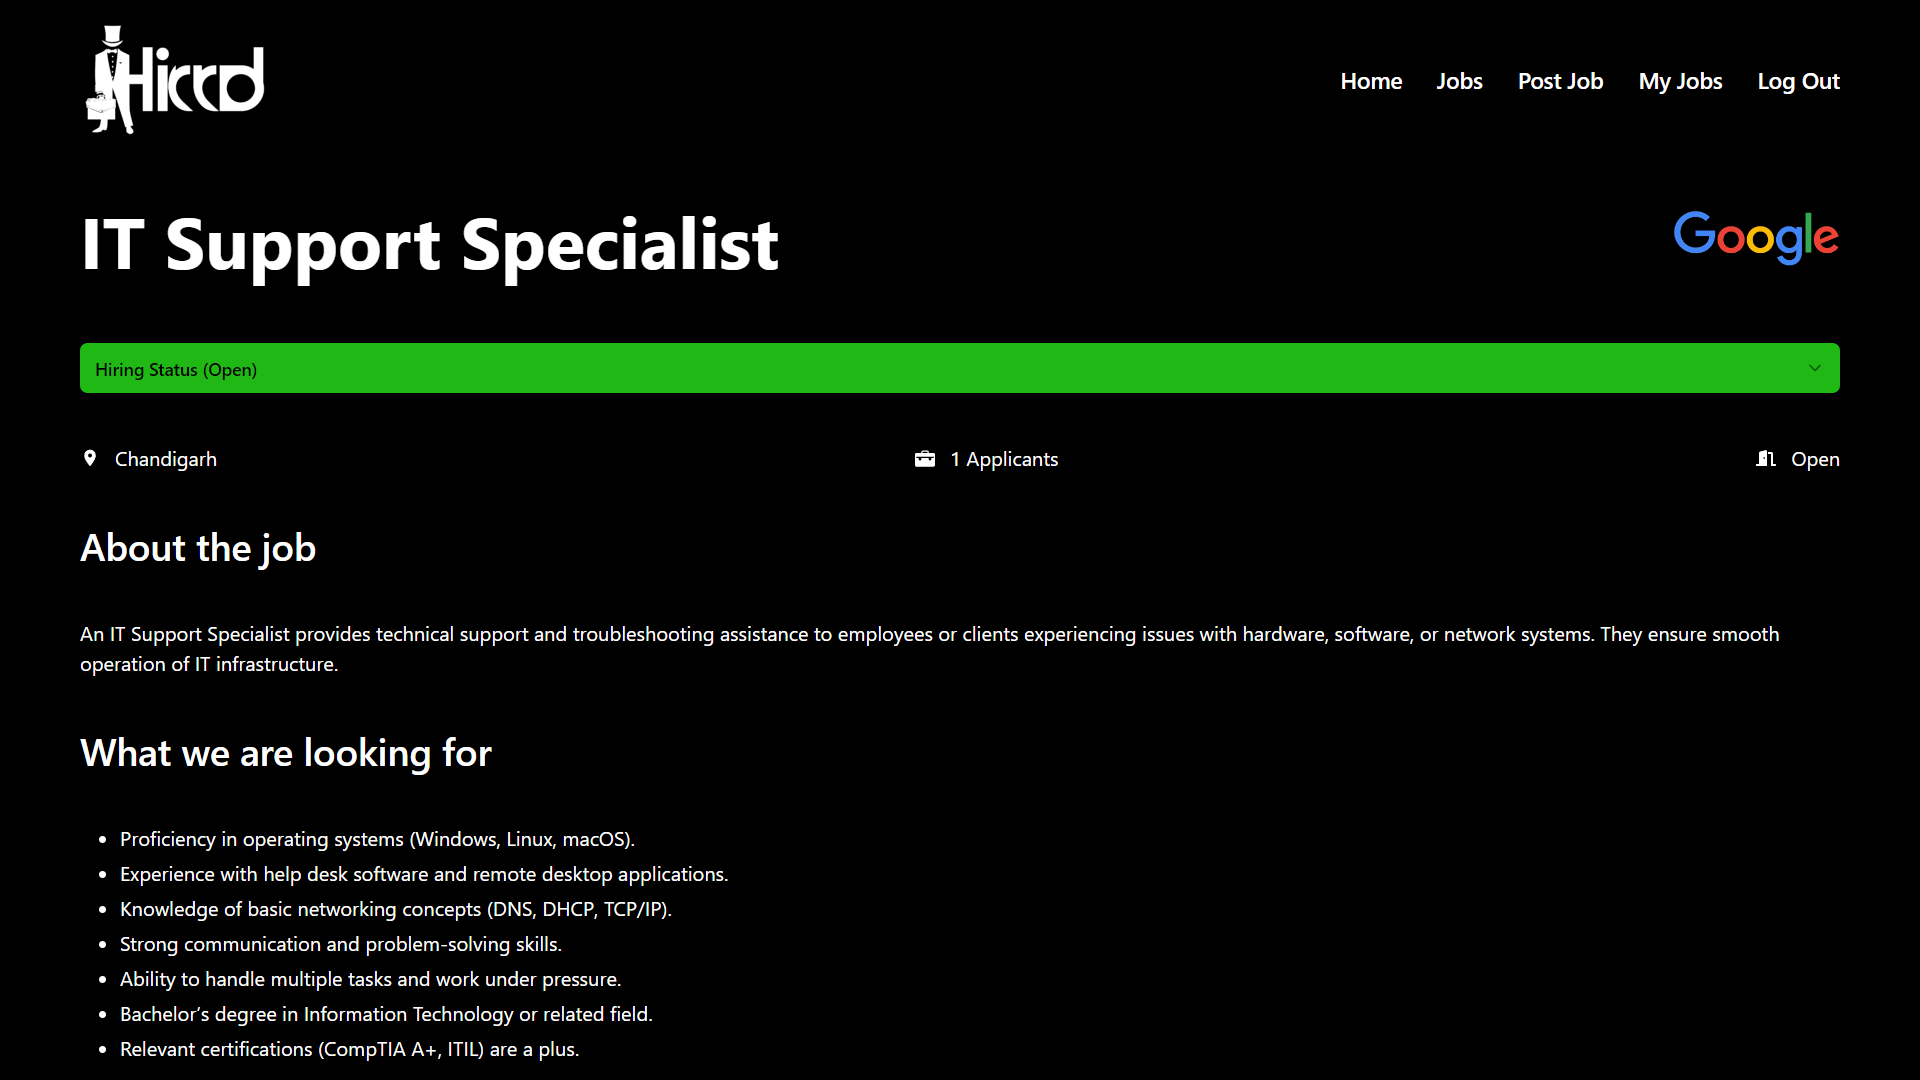 Hiccd
Home Jobs Post Job My Jobs Log Out
IT Support Specialist
Google
Hiring Status (Open)
Chandigarh
1 Applicants
Open
About the job
An IT Support Specialist provides technical support and troubleshooting assistance to employees or clients experiencing issues with hardware, software, or network systems. They ensure smooth
operation of IT infrastructure.
What we are looking for
• Proficiency in operating systems (Windows, Linux, macOS).
• Experience with help desk software and remote desktop applications.
• Knowledge of basic networking concepts (DNS, DHCP, TCP/IP).
• Strong communication and problem-solving skills.
• Ability to handle multiple tasks and work under pressure.
• Bachelor’s degree in Information Technology or related field.
• Relevant certifications (CompTIA A+, ITIL) are a plus.